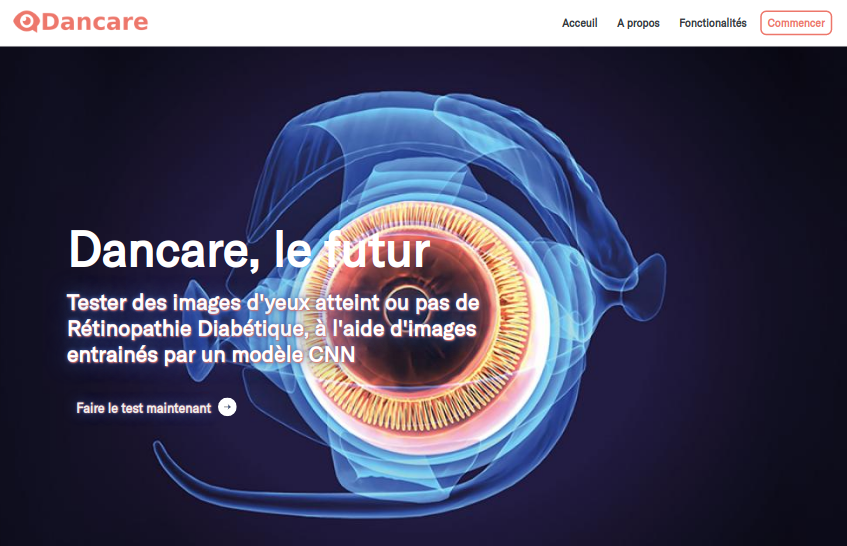 Dancare
Acceuil A propos Fonctionalités Commencer
Dancare, le futur
Tester des images d'yeux atteint ou pas de
Rétinopathie Diabétique, à l'aide d'images
entrainés par un modèle CNN
Faire le test maintenant